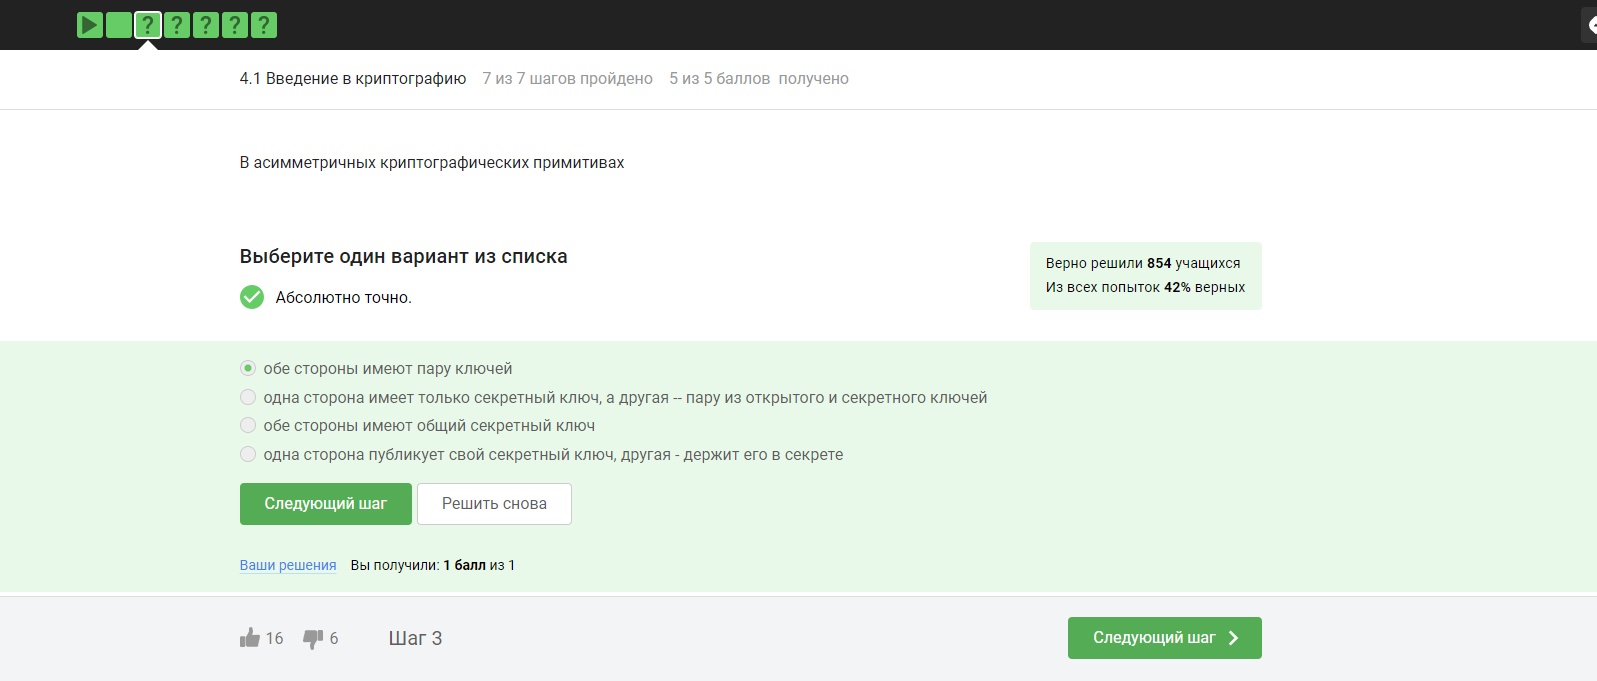 ? ? ? ? ?
4.1 Введение в криптографию 7 из 7 шагов пройдено 5 из 5 баллов получено
В асимметричных криптографических примитивах
Выберите один вариант из списка
Абсолютно точно.
Верно решили 854 учащихся
Из всех попыток 42% верных
обе стороны имеют пару ключей
одна сторона имеет только секретный ключ, а другая -- пару из открытого и секретного ключей
обе стороны имеют общий секретный ключ
одна сторона публикует свой секретный ключ, другая - держит его в секрете
Следующий шаг Решить снова
Ваши решения Вы получили: 1 балл из 1
16 6 Шаг 3 Следующий шаг